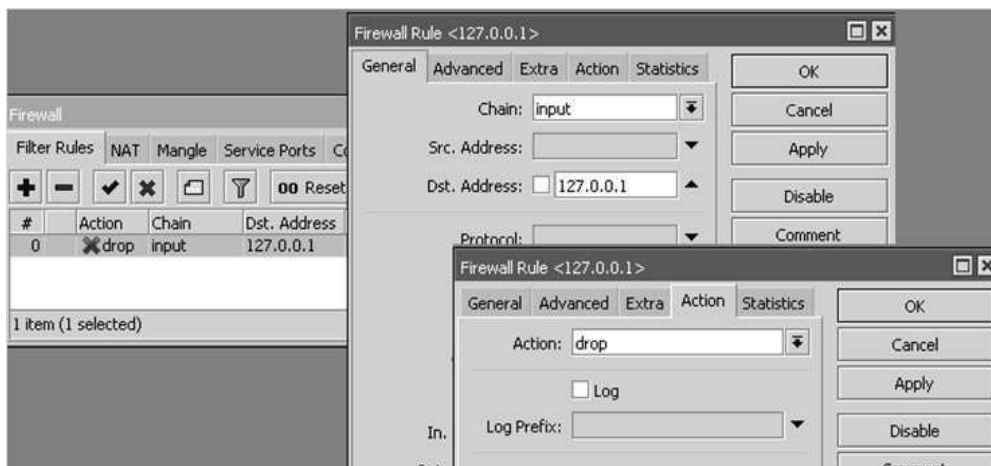 Firewall
Filter Rules NAT Mangle Service Ports
00 Reset
# Action Chain Dst. Address
0 drop input 127.0.0.1
1 item (1 selected)
Firewall Rule <127.0.0.1>
General Advanced Extra Action Statistics
Chain: input
Src. Address:
Dst. Address: 127.0.0.1
Protocol:
In.
OK
Cancel
Apply
Disable
Comment
Firewall Rule <127.0.0.1>
General Advanced Extra Action Statistics
Action: drop
Log
Log Prefix:
OK
Cancel
Apply
Disable